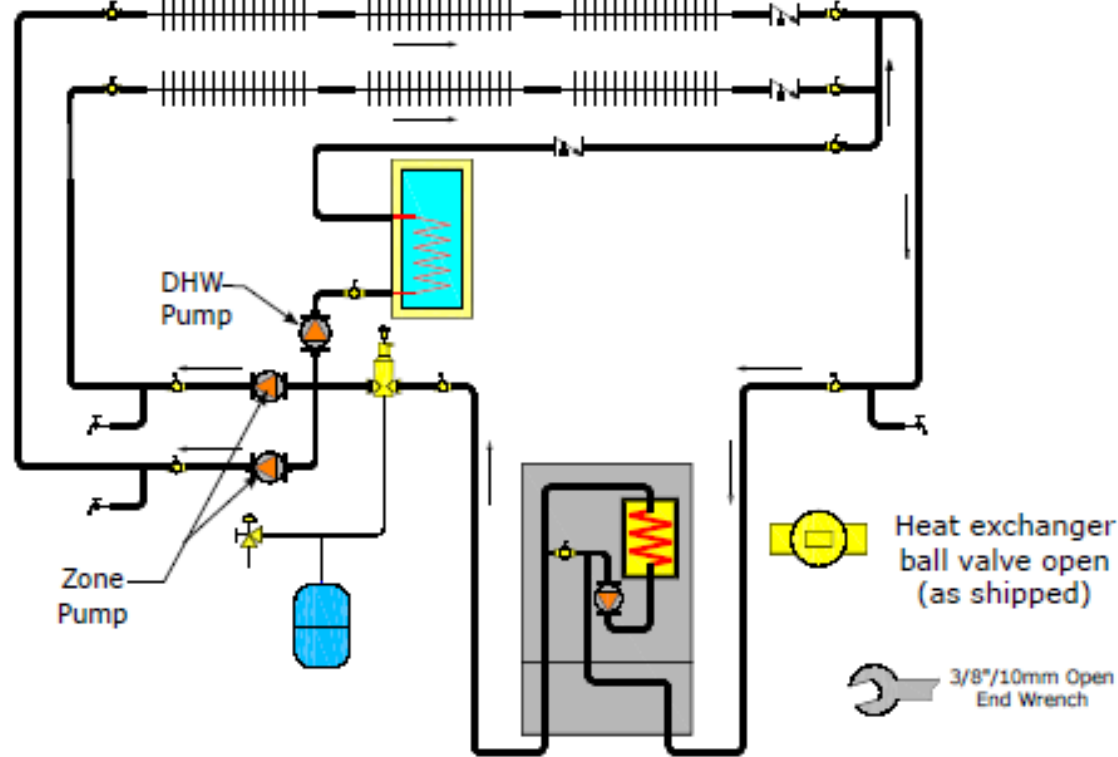 DHW
Pump
Zone
Pump
Heat exchanger
ball valve open
(as shipped)
3/8"/10mm Open
End Wrench